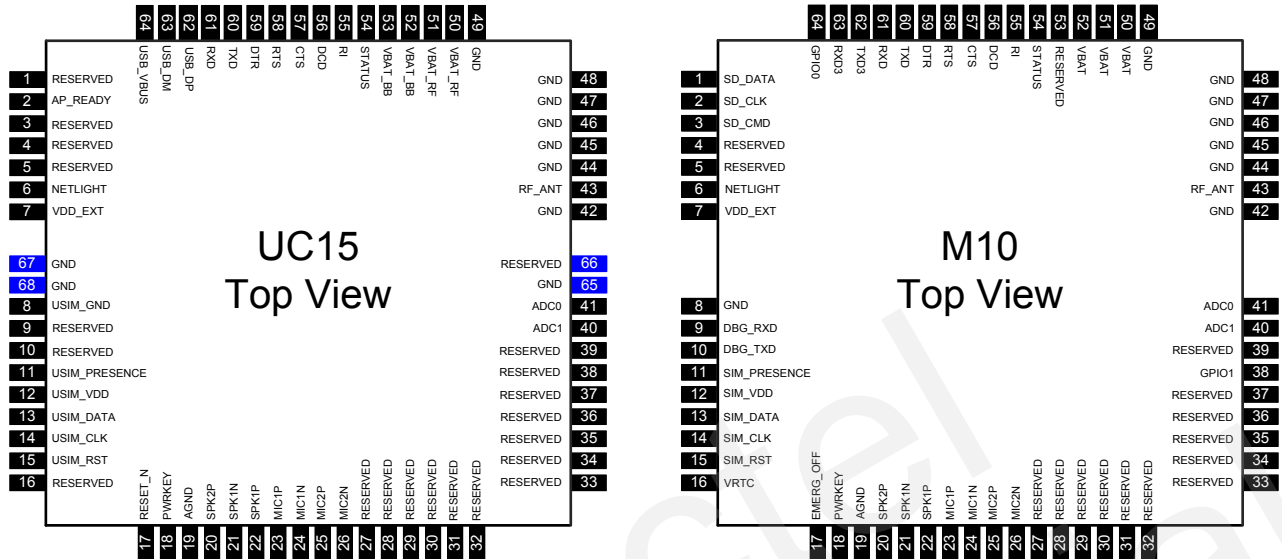 64 63 62 61 60 59 58 57 56 55 54 53 52 51 50 49
USB_VBUS USB_DM USB_DP RXD TXD DTR RTS CTS DCD RI STATUS VBAT_BB VBAT_BB VBAT_RF VBAT_RF GND
1 RESERVED
2 AP_READY
3 RESERVED
4 RESERVED
5 RESERVED
6 NETLIGHT
7 VDD_EXT
67 GND
68 GND
8 USIM_GND
9 RESERVED
10 RESERVED
11 USIM_PRESENCE
12 USIM_VDD
13 USIM_DATA
14 USIM_CLK
15 USIM_RST
16 RESERVED
UC15
Top View
GND 48
GND 47
GND 46
GND 45
GND 44
RF_ANT 43
GND 42
RESERVED 66
GND 65
ADC0 41
ADC1 40
RESERVED 39
RESERVED 38
RESERVED 37
RESERVED 36
RESERVED 35
RESERVED 34
RESERVED 33
RESET_N PWRKEY AGND SPK2P SPK1N SPK1P MIC1P MIC1N MIC2P MIC2N RESERVED RESERVED RESERVED RESERVED RESERVED RESERVED
17 18 19 20 21 22 23 24 25 26 27 28 29 30 31 32
64 63 62 61 60 59 58 57 56 55 54 53 52 51 50 49
GPIO0 RXD3 TXD3 RXD TXD DTR RTS CTS DCD RI STATUS RESERVED VBAT VBAT VBAT GND
1 SD_DATA
2 SD_CLK
3 SD_CMD
4 RESERVED
5 RESERVED
6 NETLIGHT
7 VDD_EXT
8 GND
9 DBG_RXD
10 DBG_TXD
11 SIM_PRESENCE
12 SIM_VDD
13 SIM_DATA
14 SIM_CLK
15 SIM_RST
16 VRTC
M10
Top View
GND 48
GND 47
GND 46
GND 45
GND 44
RF_ANT 43
GND 42
ADC0 41
ADC1 40
RESERVED 39
GPIO1 38
RESERVED 37
RESERVED 36
RESERVED 35
RESERVED 34
RESERVED 33
EMERG_OFF PWRKEY AGND SPK2P SPK1N SPK1P MIC1P MIC1N MIC2P MIC2N RESERVED RESERVED RESERVED RESERVED RESERVED RESERVED
17 18 19 20 21 22 23 24 25 26 27 28 29 30 31 32